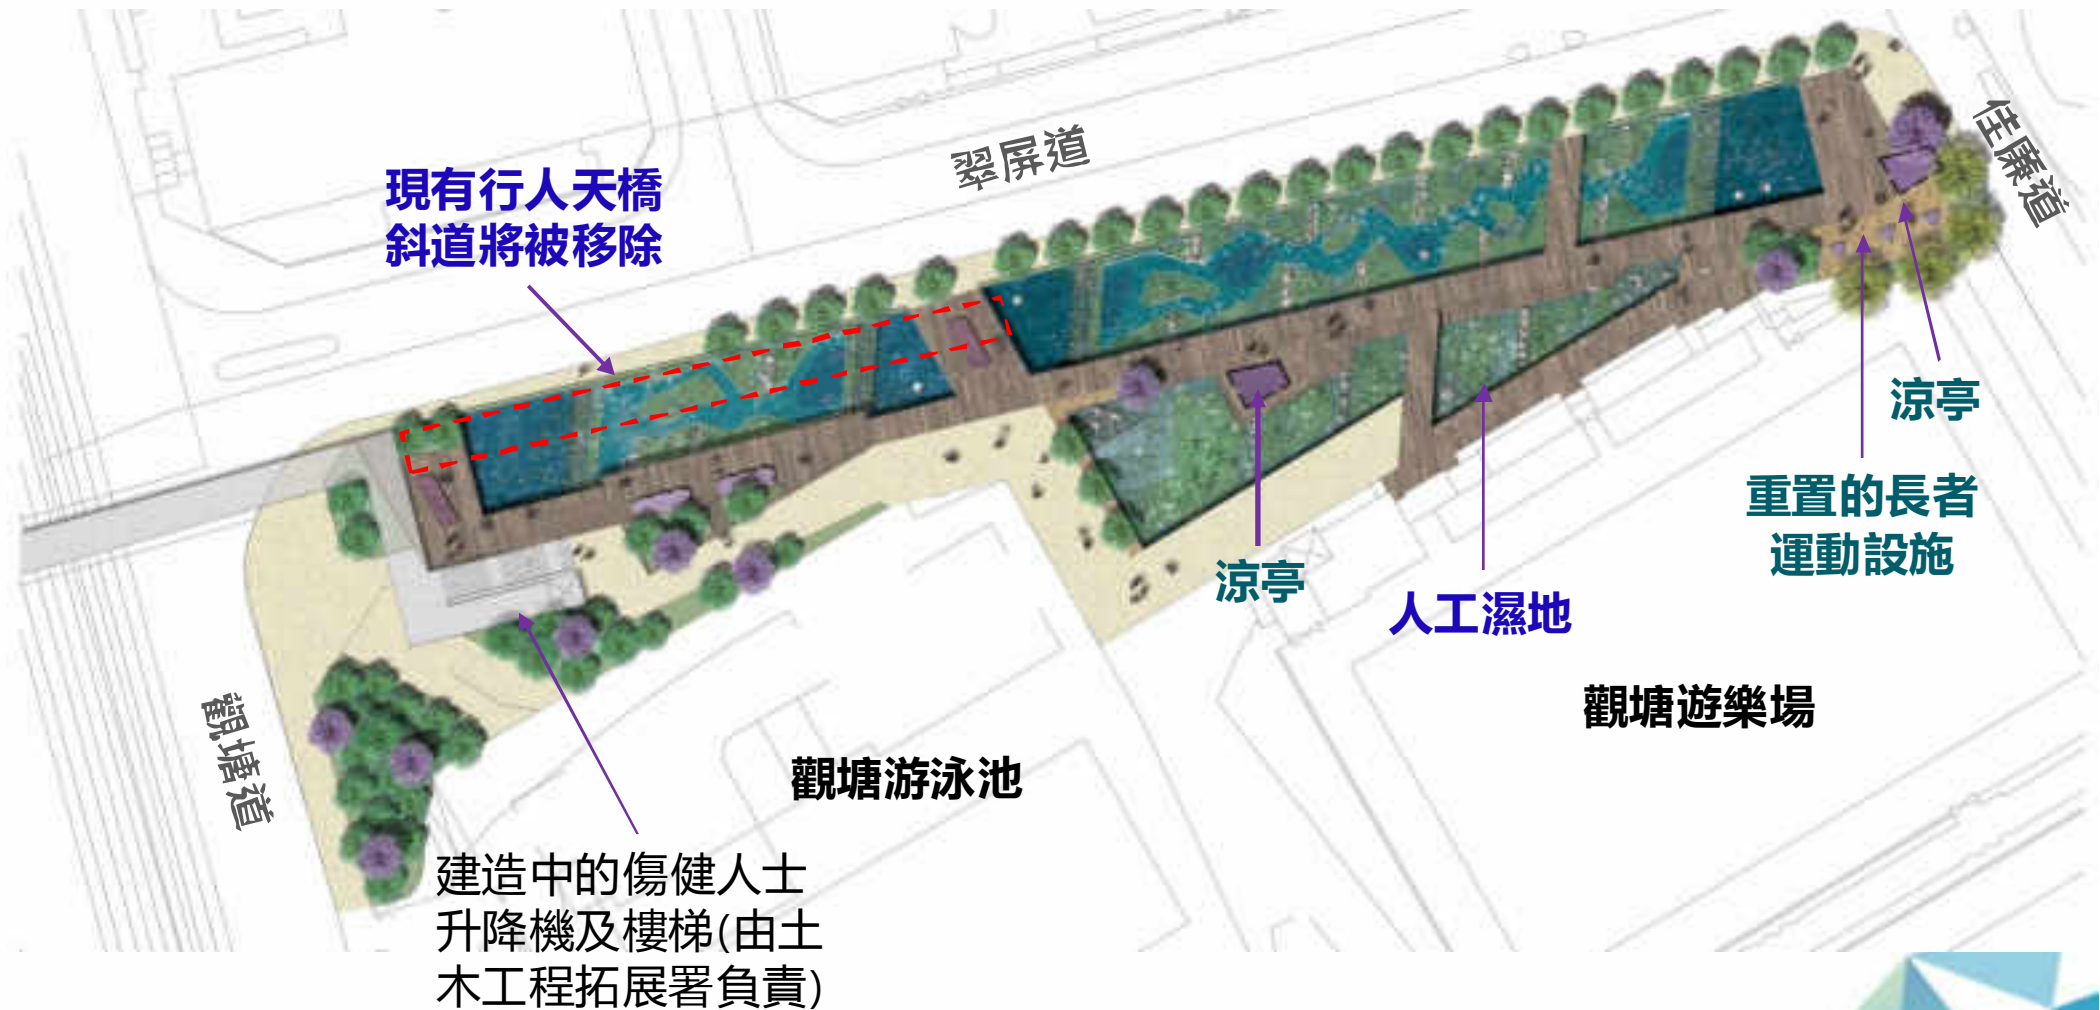 翠屏道
佳廉道
現有行人天橋
斜道將被移除
涼亭
重置的長者
運動設施
涼亭
人工濕地
觀塘遊樂場
觀塘道
觀塘游泳池
建造中的傷健人士
升降機及樓梯(由土
木工程拓展署負責)